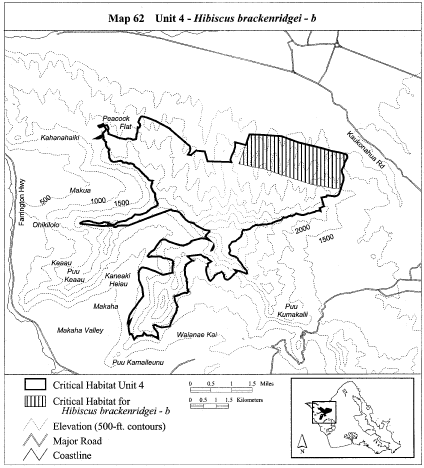 Map 62 Unit 4 - Hibiscus brackenridgei - b
Peacock
Flat
Kahanahaiki
Kaukonahua Rd
Makua
500
1000
1500
Farrington Hwy
Ohikilolo
2000
1500
Keaau
Puu
Keaau
Kaneaki
Heiau
Makaha
Puu
Kumakalii
Makaha Valley
Waianae Kai
Puu Kamaileunu
Critical Habitat Unit 4
Critical Habitat for
Hibiscus brackenridgei - b
Elevation (500-ft. contours)
Major Road
Coastline
0 0.5 1 1.5 Miles
0 0.5 1 1.5 Kilometers
N